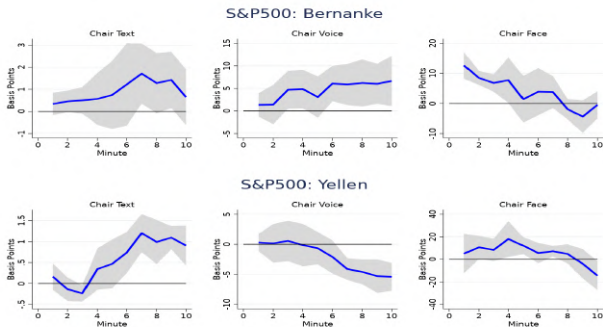 S&P500: Bernanke
Chair Text Chair Voice Chair Face
Basis Points
3
2
1
0
-1
0 2 4 6 8 10
Minute
Basis Points
15
10
5
0
-5
0 2 4 6 8 10
Minute
Basis Points
20
10
0
-10
0 2 4 6 8 10
Minute
S&P500: Yellen
Chair Text Chair Voice Chair Face
Basis Points
1.5
1
.5
0
-.5
0 2 4 6 8 10
Minute
Basis Points
5
0
-5
-10
0 2 4 6 8 10
Minute
Basis Points
40
20
0
-20
-40
0 2 4 6 8 10
Minute